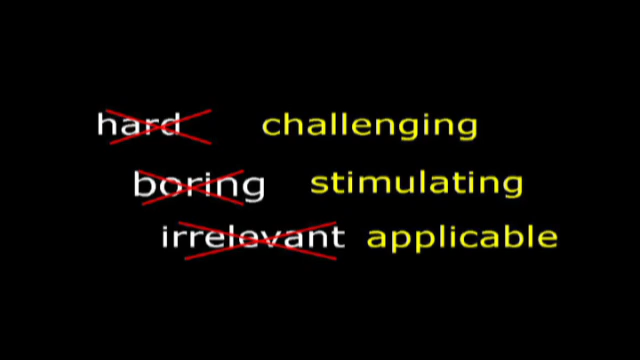 hard challenging
boring stimulating
irrelevant applicable